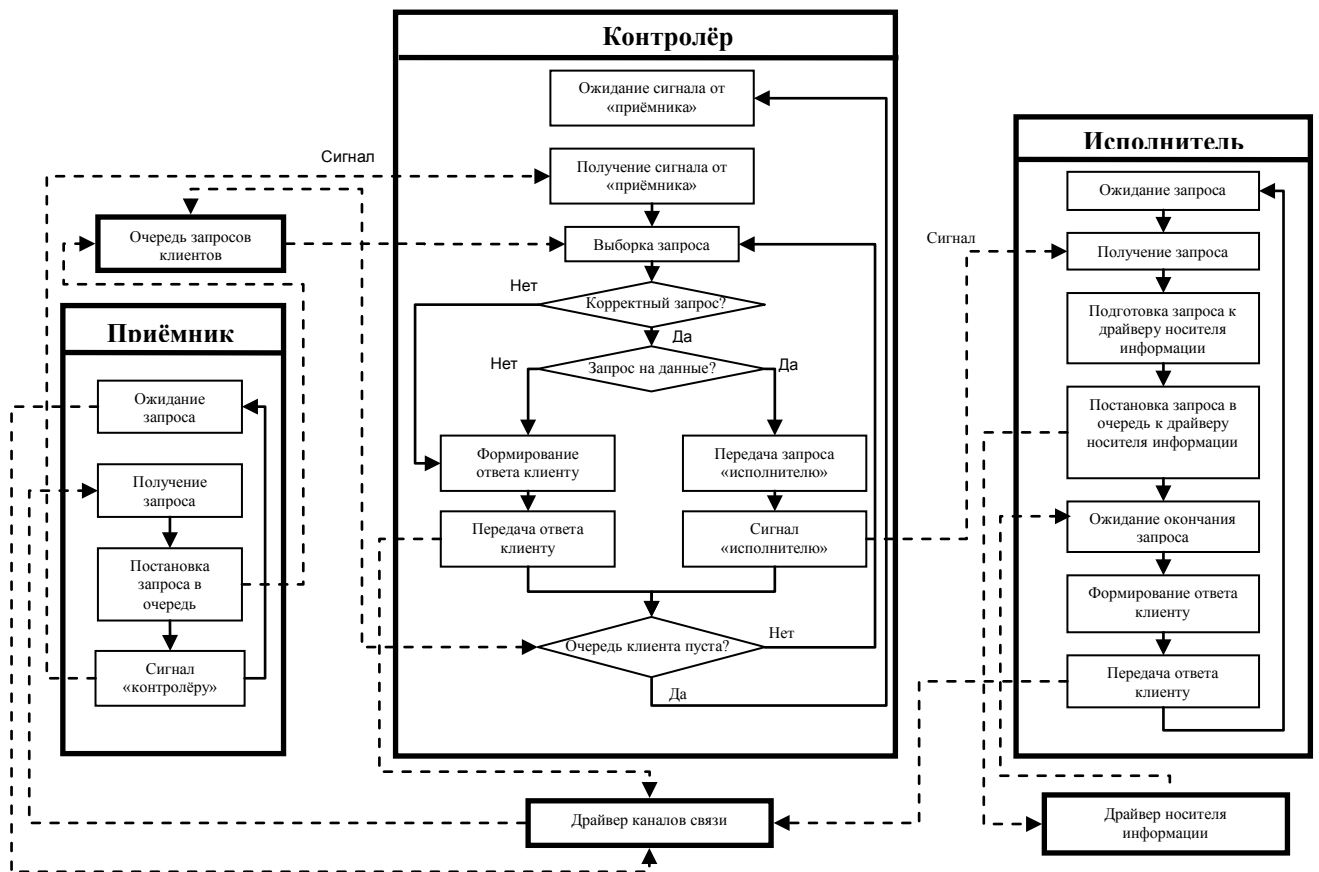 Контролёр
Ожидание сигнала от
«приёмника»
Сигнал
Получение сигнала от
«приёмника»
Очередь запросов
клиентов
Выборка запроса
Нет
Корректный запрос?
Да
Нет
Запрос на данные?
Да
Формирование
ответа клиенту
Передача запроса
«исполнителю»
Передача ответа
клиенту
Сигнал
«исполнителю»
Очередь клиента пуста?
Нет
Да
Приёмник
Ожидание
запроса
Получение
запроса
Постановка
запроса в
очередь
Сигнал
«контролёру»
Исполнитель
Ожидание запроса
Сигнал
Получение запроса
Подготовка запроса к
драйверу носителя
информации
Постановка запроса в
очередь к драйверу
носителя информации
Ожидание окончания
запроса
Формирование ответа
клиенту
Передача ответа
клиенту
Драйвер каналов связи
Драйвер носителя
информации